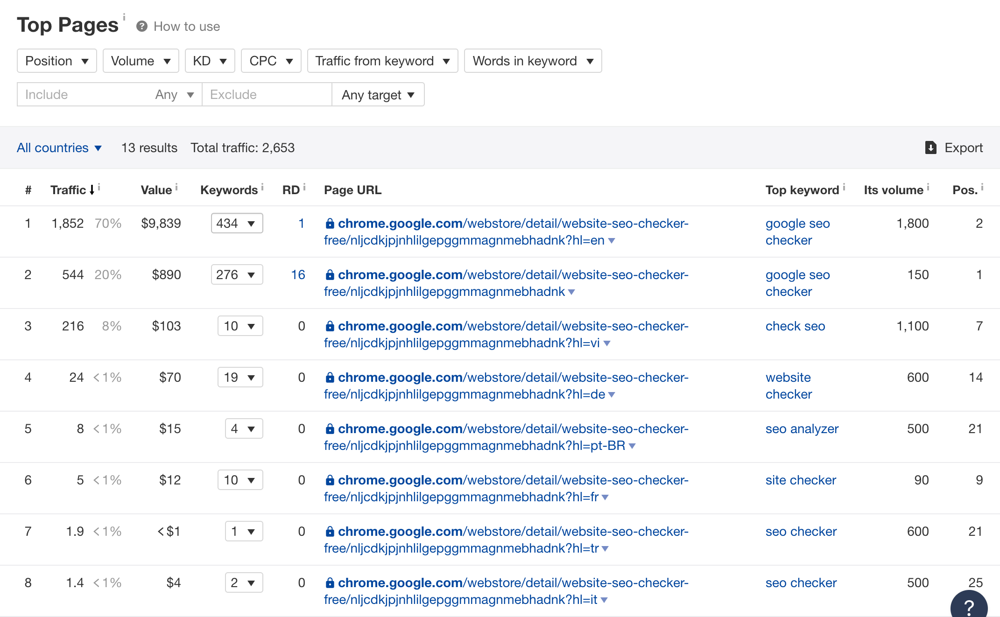 Top Pages i ? How to use
Position Volume KD CPC Traffic from keyword Words in keyword
Include Any Exclude Any target
All countries 13 results Total traffic: 2,653 Export
# Traffic i Value i Keywords i RD i Page URL Top keyword i Its volume i Pos. i
1 1,852 70% $9,839 434 1 chrome.google.com/webstore/detail/website-seo-checker- google seo 1,800 2
free/nljcdkjpjnhlilgepggmmagnmebhadnk?hl=en checker
2 544 20% $890 276 16 chrome.google.com/webstore/detail/website-seo-checker- google seo 150 1
free/nljcdkjpjnhlilgepggmmagnmebhadnk checker
3 216 8% $103 10 0 chrome.google.com/webstore/detail/website-seo-checker- check seo 1,100 7
free/nljcdkjpjnhlilgepggmmagnmebhadnk?hl=vi
4 24 <1% $70 19 0 chrome.google.com/webstore/detail/website-seo-checker- website 600 14
free/nljcdkjpjnhlilgepggmmagnmebhadnk?hl=de checker
5 8 <1% $15 4 0 chrome.google.com/webstore/detail/website-seo-checker- seo analyzer 500 21
free/nljcdkjpjnhlilgepggmmagnmebhadnk?hl=pt-BR
6 5 <1% $12 10 0 chrome.google.com/webstore/detail/website-seo-checker- site checker 90 9
free/nljcdkjpjnhlilgepggmmagnmebhadnk?hl=fr
7 1.9 <1% <$1 1 0 chrome.google.com/webstore/detail/website-seo-checker- seo checker 600 21
free/nljcdkjpjnhlilgepggmmagnmebhadnk?hl=tr
8 1.4 <1% $4 2 0 chrome.google.com/webstore/detail/website-seo-checker- seo checker 500 25
free/nljcdkjpjnhlilgepggmmagnmebhadnk?hl=it
?